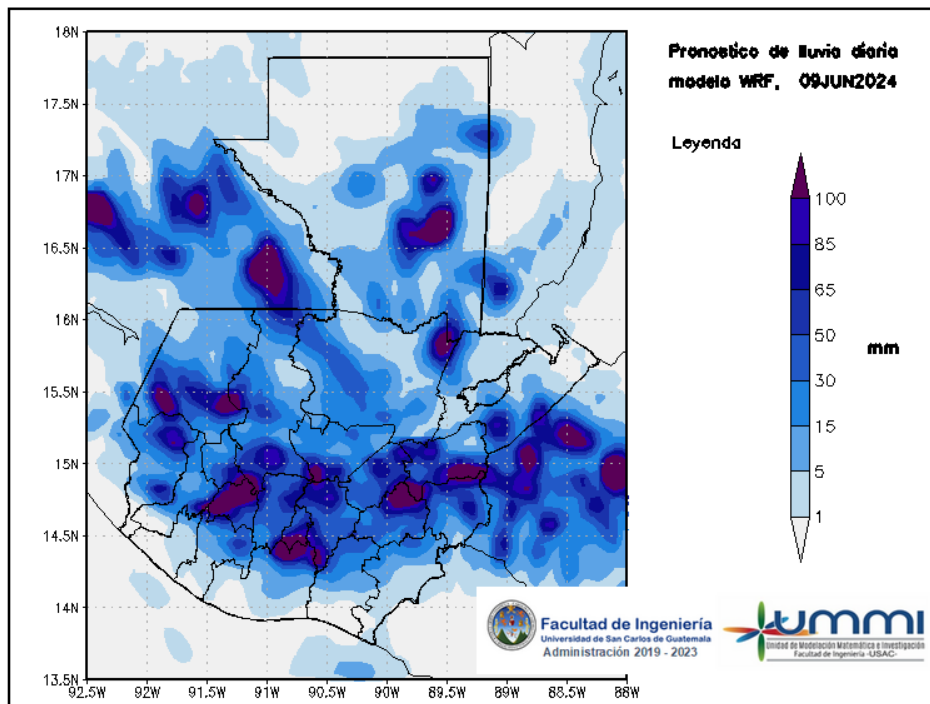 Pronostico de lluvia diaria
modelo WRF, 09JUN2024
Leyenda
100
85
65
50
30
15
5
1
mm
18N
17.5N
17N
16.5N
16N
15.5N
15N
14.5N
14N
13.5N
92.5W 92W 91.5W 91W 90.5W 90W 89.5W 89W 88.5W 88W
Facultad de Ingeniería
Universidad de San Carlos de Guatemala
Administración 2019 - 2023
ummi
Unidad de Modelación Matemática e Investigación
Facultad de Ingeniería -USAC-